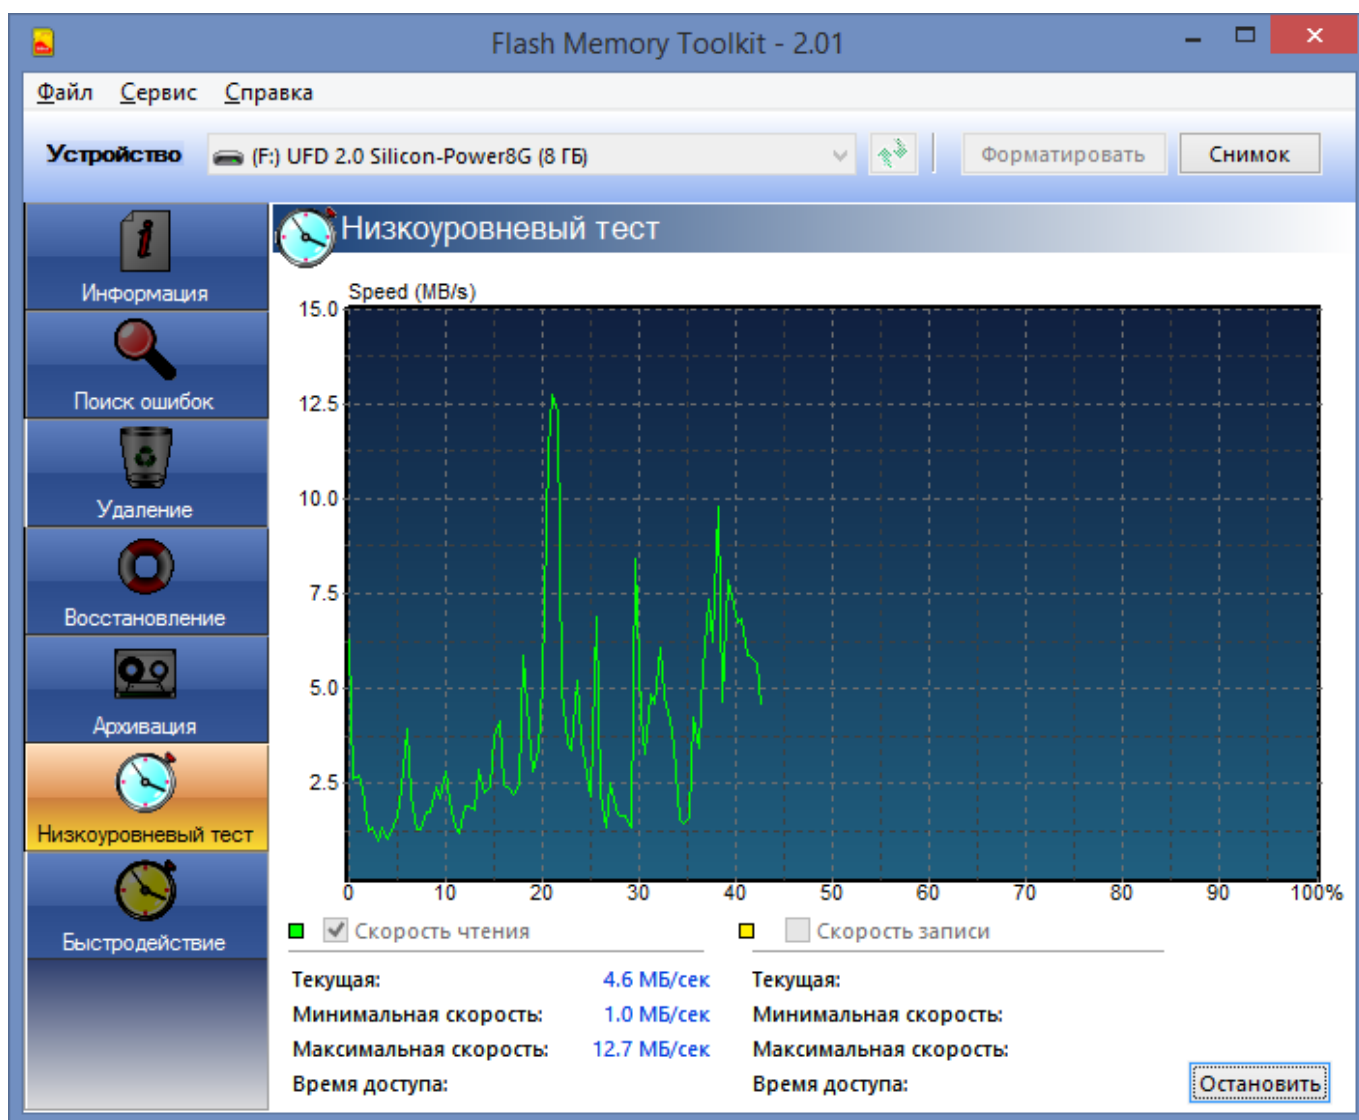 Flash Memory Toolkit - 2.01
Файл Сервис Справка
Устройство (F:) UFD 2.0 Silicon-Power8G (8 ГБ) Форматировать Снимок
Информация
Поиск ошибок
Удаление
Восстановление
Архивация
Низкоуровневый тест
Быстродействие
Низкоуровневый тест
Speed (MB/s)
15.0
12.5
10.0
7.5
5.0
2.5
0 10 20 30 40 50 60 70 80 90 100%
Скорость чтения
Текущая: 4.6 МБ/сек
Минимальная скорость: 1.0 МБ/сек
Максимальная скорость: 12.7 МБ/сек
Время доступа:
Скорость записи
Текущая:
Минимальная скорость:
Максимальная скорость:
Время доступа:
Остановить